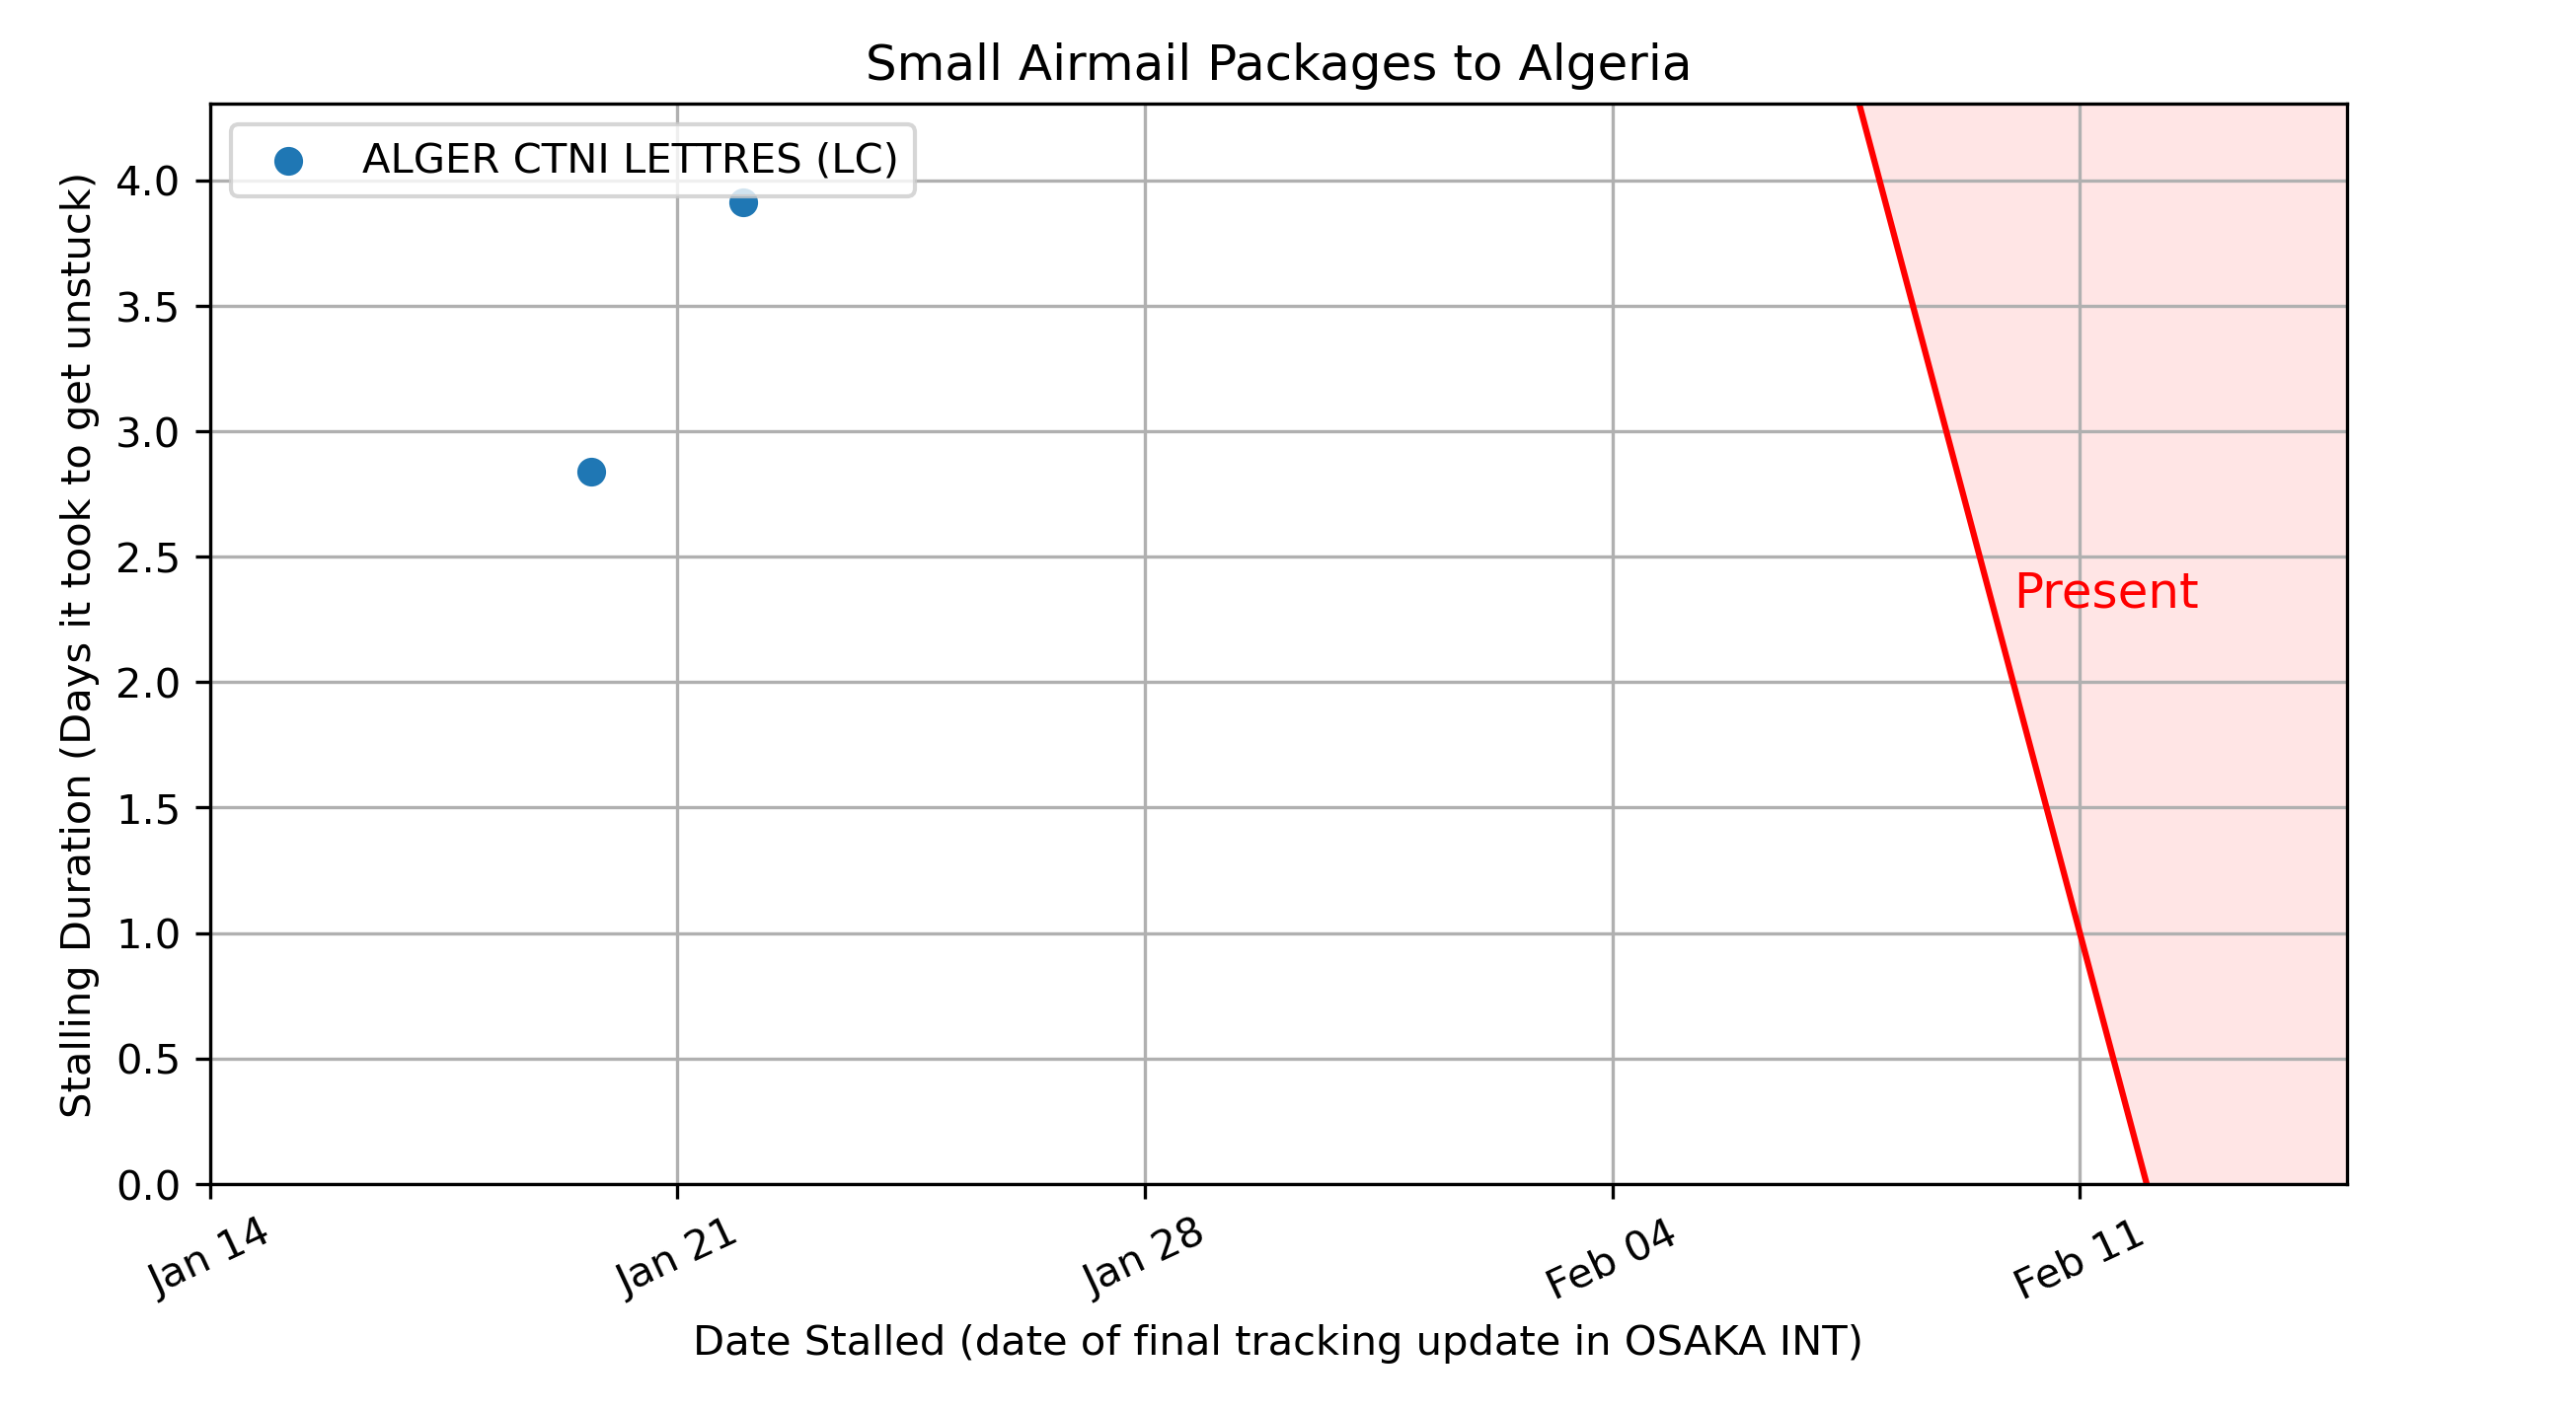 Small Airmail Packages to Algeria
ALGER CTNI LETTRES (LC)
Stalling Duration (Days it took to get unstuck)
4.0
3.5
3.0
2.5
2.0
1.5
1.0
0.5
0.0
Present
Jan 14
Jan 21
Jan 28
Feb 04
Feb 11
Date Stalled (date of final tracking update in OSAKA INT)